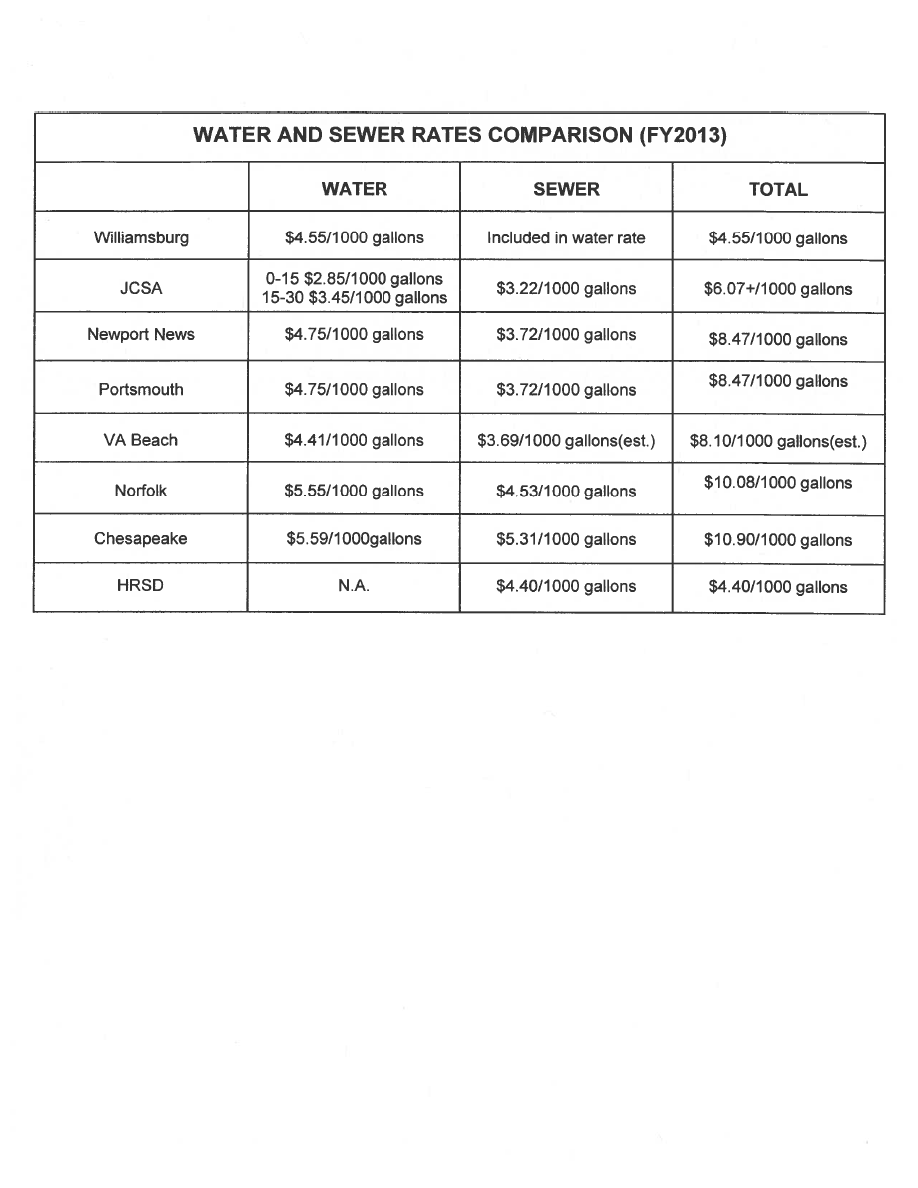 WATER AND SEWER RATES COMPARISON (FY2013)
WATER SEWER TOTAL
Williamsburg $4.55/1000 gallons Included in water rate $4.55/1000 gallons
JCSA 0-15 $2.85/1000 gallons
15-30 $3.45/1000 gallons $3.22/1000 gallons $6.07+/1000 gallons
Newport News $4.75/1000 gallons $3.72/1000 gallons $8.47/1000 gallons
Portsmouth $4.75/1000 gallons $3.72/1000 gallons $8.47/1000 gallons
VA Beach $4.41/1000 gallons $3.69/1000 gallons(est.) $8.10/1000 gallons(est.)
Norfolk $5.55/1000 gallons $4.53/1000 gallons $10.08/1000 gallons
Chesapeake $5.59/1000gallons $5.31/1000 gallons $10.90/1000 gallons
HRSD N.A. $4.40/1000 gallons $4.40/1000 gallons